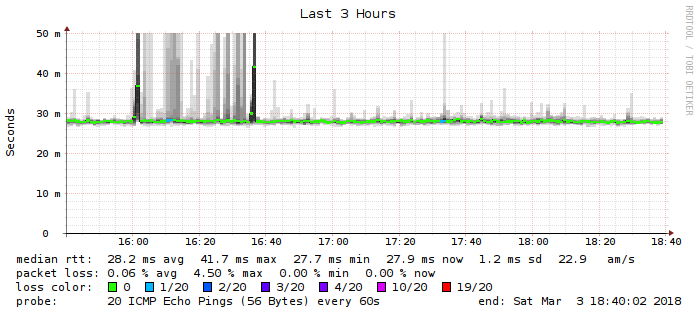 Last 3 Hours
RRDTOOL / TOBI OETIKER
Seconds
50 m
40 m
30 m
20 m
10 m
0
16:00 16:20 16:40 17:00 17:20 17:40 18:00 18:20 18:40
median rtt: 28.2 ms avg 41.7 ms max 27.7 ms min 27.9 ms now 1.2 ms sd 22.9 am/s
packet loss: 0.06 % avg 4.50 % max 0.00 % min 0.00 % now
loss color: 0 1/20 2/20 3/20 4/20 10/20 19/20
probe: 20 ICMP Echo Pings (56 Bytes) every 60s end: Sat Mar 3 18:40:02 2018